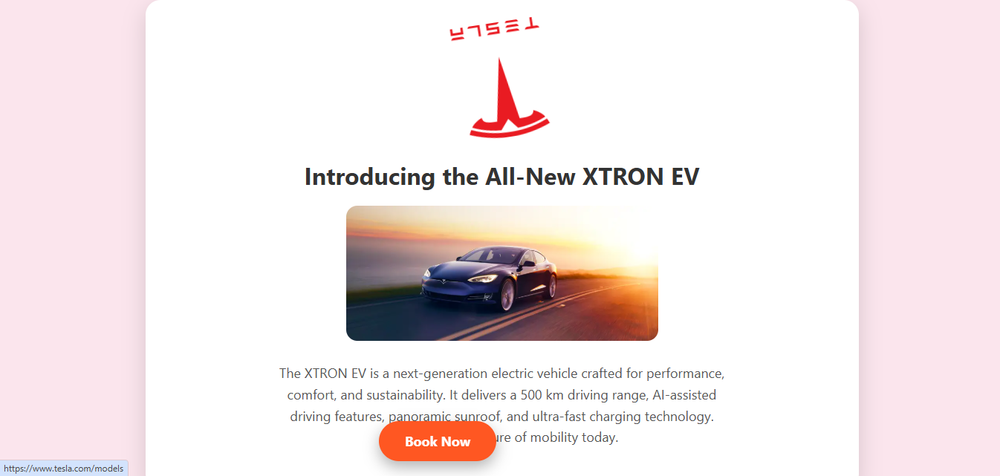 TESLA
Introducing the All-New XTRON EV
The XTRON EV is a next-generation electric vehicle crafted for performance,
comfort, and sustainability. It delivers a 500 km driving range, AI-assisted
driving features, panoramic sunroof, and ultra-fast charging technology.
of mobility today.
Book Now
https://www.tesla.com/models